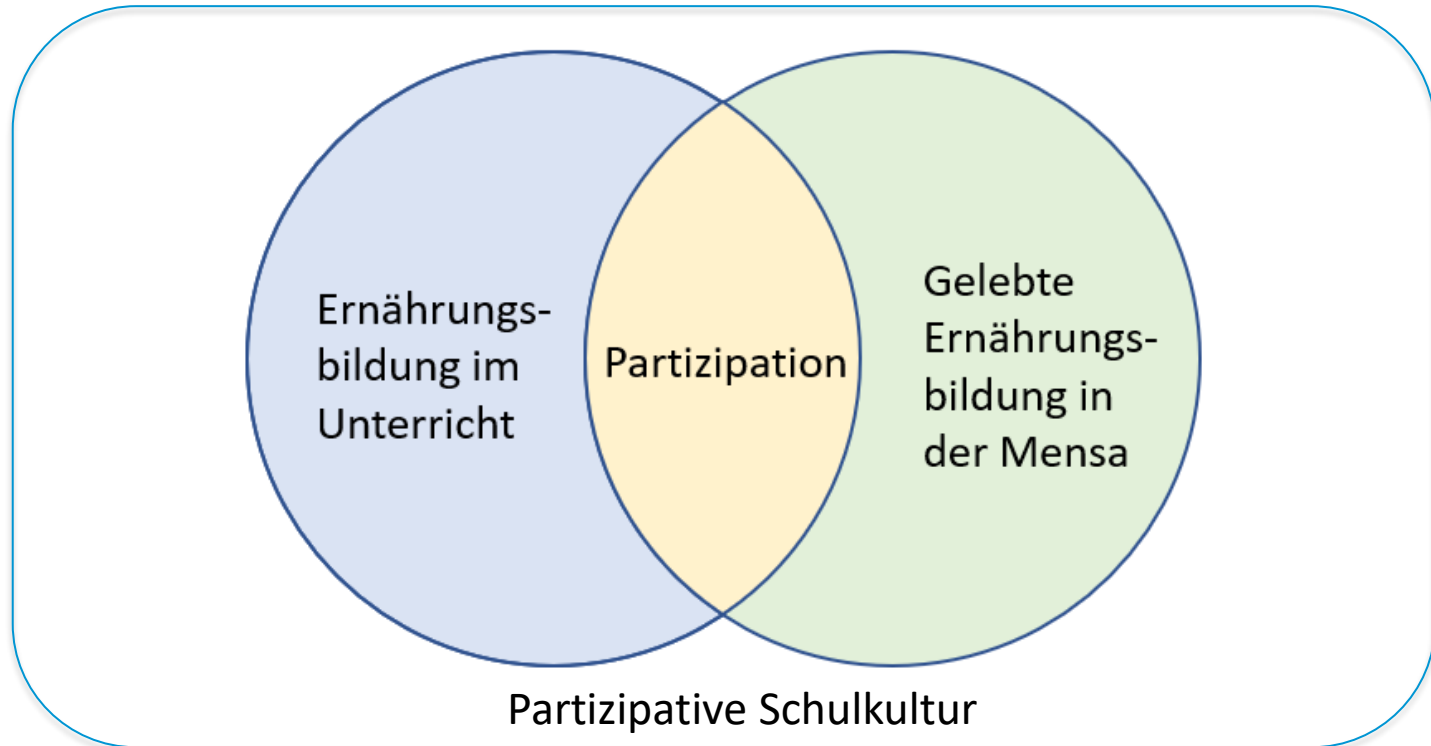 Ernährungs-
bildung im
Unterricht
Partizipation
Gelebte
Ernährungs-
bildung in
der Mensa
Partizipative Schulkultur